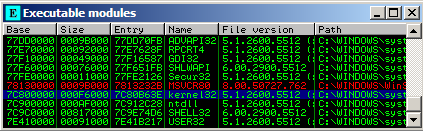 E Executable modules
Base Size Entry Name File version Path
77DD0000 0009B000 77DD70FB ADVAPI32 5.1.2600.5512 ( C:\WINDOWS\syst
77E70000 00092000 77E7628F RPCRT4 5.1.2600.5512 ( C:\WINDOWS\syst
77F10000 00049000 77F16587 GDI32 5.1.2600.5512 ( C:\WINDOWS\syst
77F60000 00076000 77F651FB SHLWAPI 6.00.2900.5512 C:\WINDOWS\syst
77FE0000 00011000 77FE2126 Secur32 5.1.2600.5512 ( C:\WINDOWS\syst
78130000 0009B000 7813232B MSVCR80 8.00.50727.762 C:\WINDOWS\Win
7C800000 000F6000 7C80B63E kernel32 5.1.2600.5512 ( C:\WINDOWS\syst
7C900000 000AF000 7C912C28 ntdll 5.1.2600.5512 ( C:\WINDOWS\syst
7C9C0000 00817000 7C9E74D6 SHELL32 6.00.2900.5512 C:\WINDOWS\syst
7E410000 00091000 7E41B217 USER32 5.1.2600.5512 ( C:\WINDOWS\syst